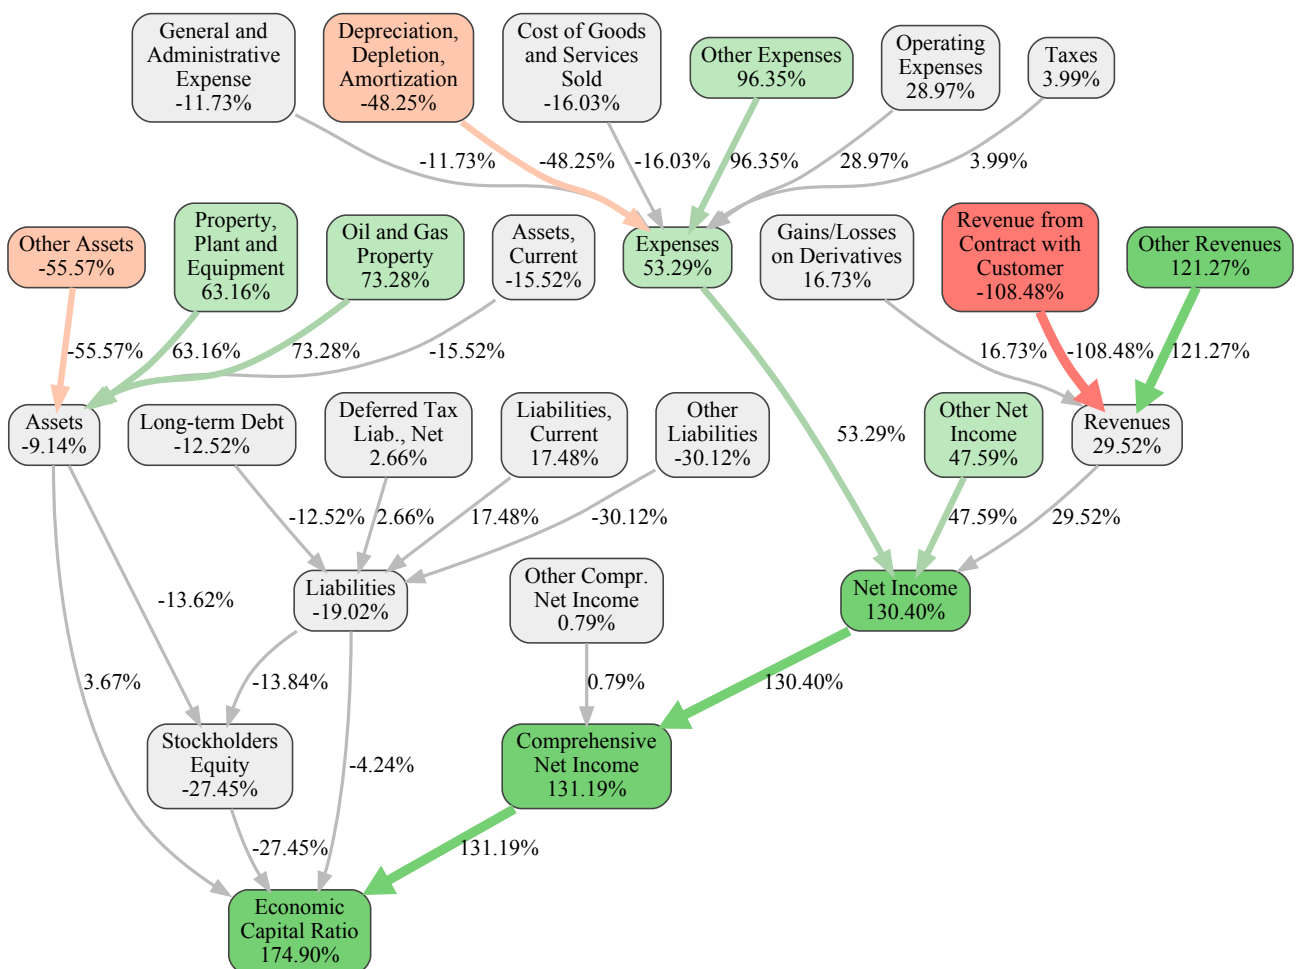 General and
Administrative
Expense
-11.73%
Depreciation,
Depletion,
Amortization
-48.25%
Cost of Goods
and Services
Sold
-16.03%
Other Expenses
96.35%
Operating
Expenses
28.97%
Taxes
3.99%
-11.73%
-48.25%
-16.03%
96.35%
28.97%
3.99%
Other Assets
-55.57%
Property,
Plant and
Equipment
63.16%
Oil and Gas
Property
73.28%
Assets,
Current
-15.52%
Expenses
53.29%
Gains/Losses
on Derivatives
16.73%
Revenue from
Contract with
Customer
-108.48%
Other Revenues
121.27%
-55.57%
63.16%
73.28%
-15.52%
16.73%
-108.48%
121.27%
Assets
-9.14%
Long-term Debt
-12.52%
Deferred Tax
Liab., Net
2.66%
Liabilities,
Current
17.48%
Other
Liabilities
-30.12%
53.29%
Other Net
Income
47.59%
Revenues
29.52%
-12.52%
2.66%
17.48%
-30.12%
47.59%
29.52%
-13.62%
Liabilities
-19.02%
Other Compr.
Net Income
0.79%
Net Income
130.40%
3.67%
-13.84%
0.79%
130.40%
Stockholders
Equity
-27.45%
-4.24%
Comprehensive
Net Income
131.19%
-27.45%
131.19%
Economic
Capital Ratio
174.90%